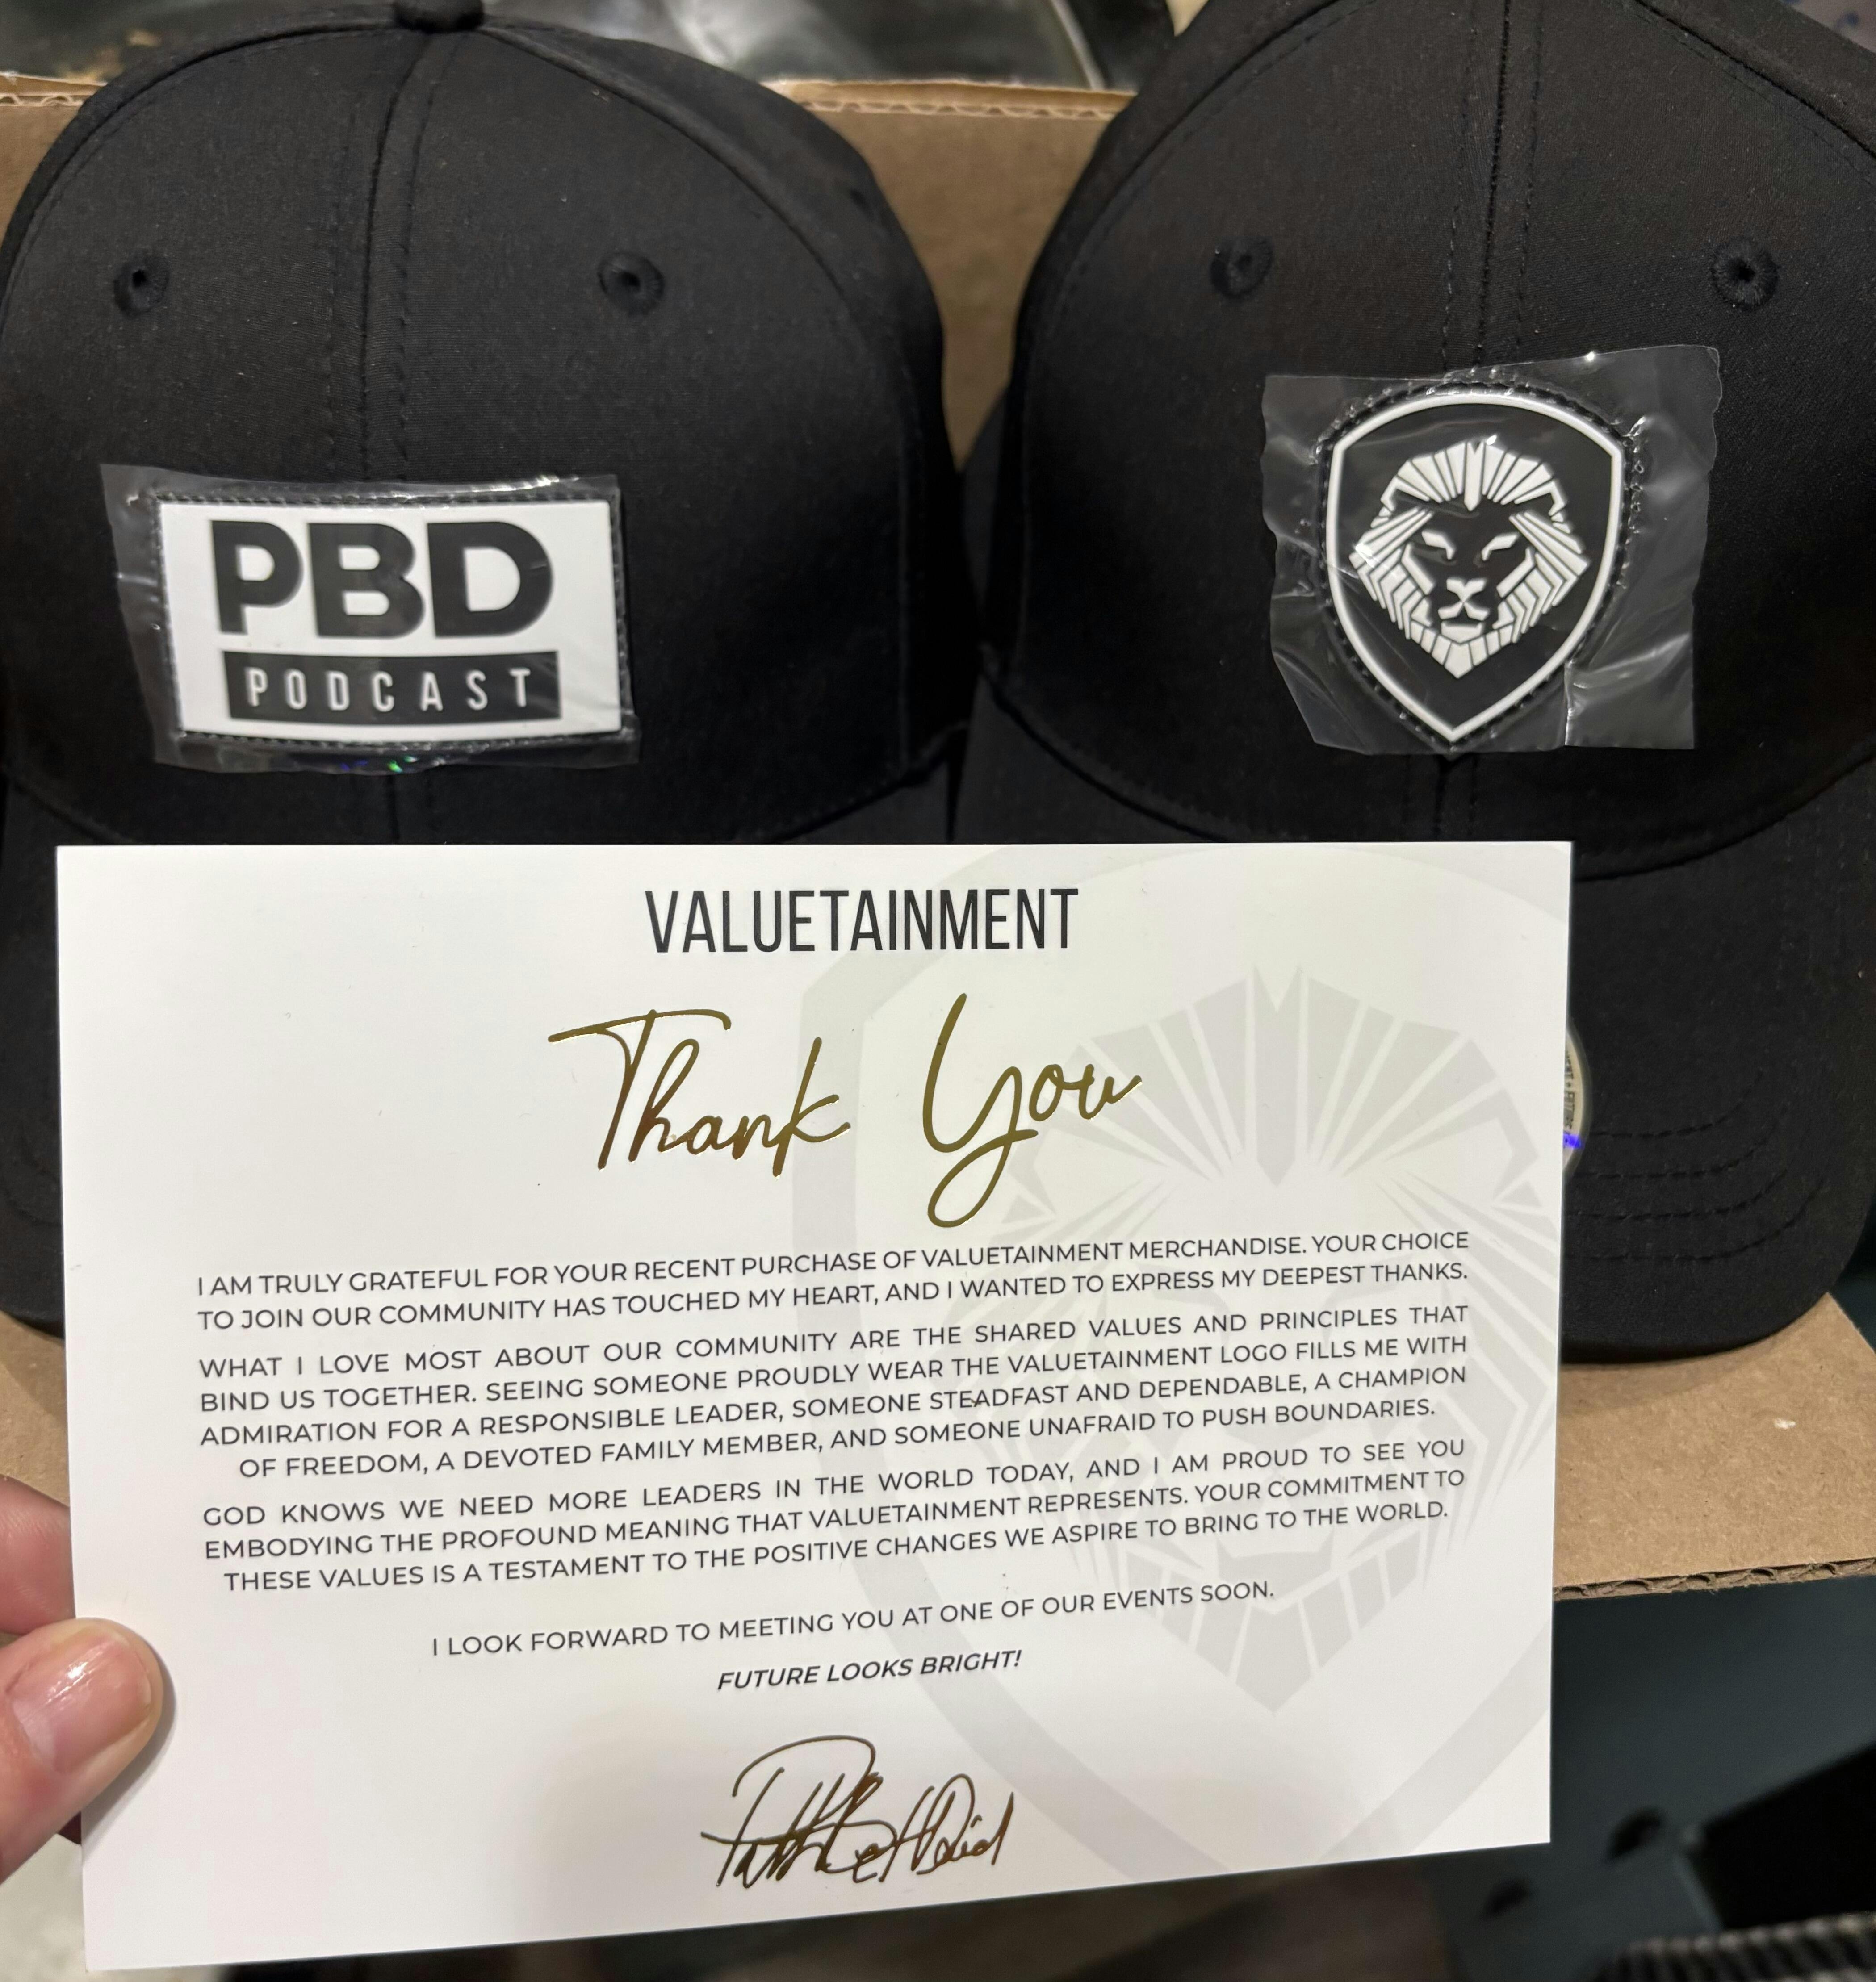 PBD
PODCAST
VALUETAINMENT
Thank You
I AM TRULY GRATEFUL FOR YOUR RECENT PURCHASE OF VALUETAINMENT MERCHANDISE. YOUR CHOICE
TO JOIN OUR COMMUNITY HAS TOUCHED MY HEART, AND I WANTED TO EXPRESS MY DEEPEST THANKS.
WHAT I LOVE MOST ABOUT OUR COMMUNITY ARE THE SHARED VALUES AND PRINCIPLES THAT
BIND US TOGETHER. SEEING SOMEONE PROUDLY WEAR THE VALUETAINMENT LOGO FILLS ME WITH
ADMIRATION FOR A RESPONSIBLE LEADER, SOMEONE STEADFAST AND DEPENDABLE, A CHAMPION
OF FREEDOM, A DEVOTED FAMILY MEMBER, AND SOMEONE UNAFRAID TO PUSH BOUNDARIES.
GOD KNOWS WE NEED MORE LEADERS IN THE WORLD TODAY, AND I AM PROUD TO SEE YOU
EMBODYING THE PROFOUND MEANING THAT VALUETAINMENT REPRESENTS. YOUR COMMITMENT TO
THESE VALUES IS A TESTAMENT TO THE POSITIVE CHANGES WE ASPIRE TO BRING TO THE WORLD.
I LOOK FORWARD TO MEETING YOU AT ONE OF OUR EVENTS SOON.
FUTURE LOOKS BRIGHT!